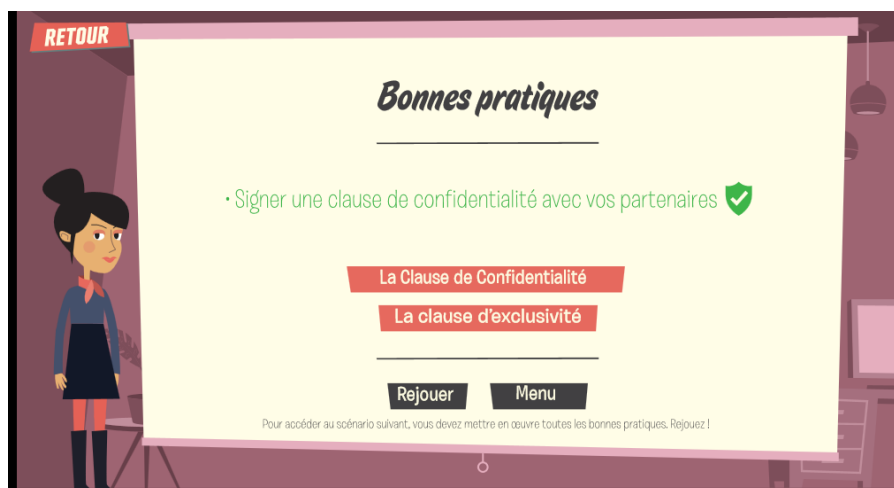 RETOUR
Bonnes pratiques
• Signer une clause de confidentialité avec vos partenaires
La Clause de Confidentialité
La clause d'exclusivité
Rejouer
Menu
Pour accéder au scénario suivant, vous devez mettre en œuvre toutes les bonnes pratiques. Rejouez !